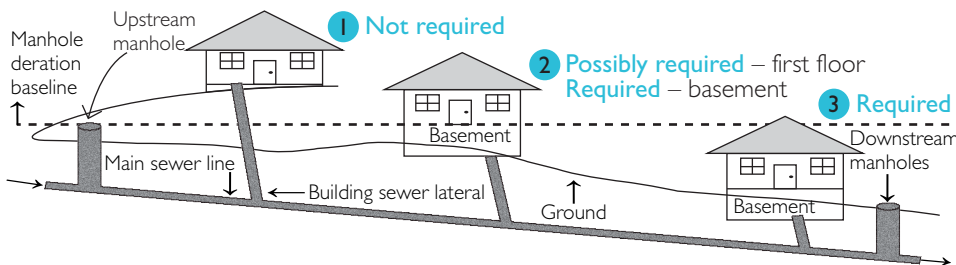 Manhole
deration
baseline
Upstream
manhole
1 Not required
2 Possibly required – first floor
Required – basement
3 Required
Basement
Downstream
manholes
Main sewer line
Building sewer lateral
Ground
Basement